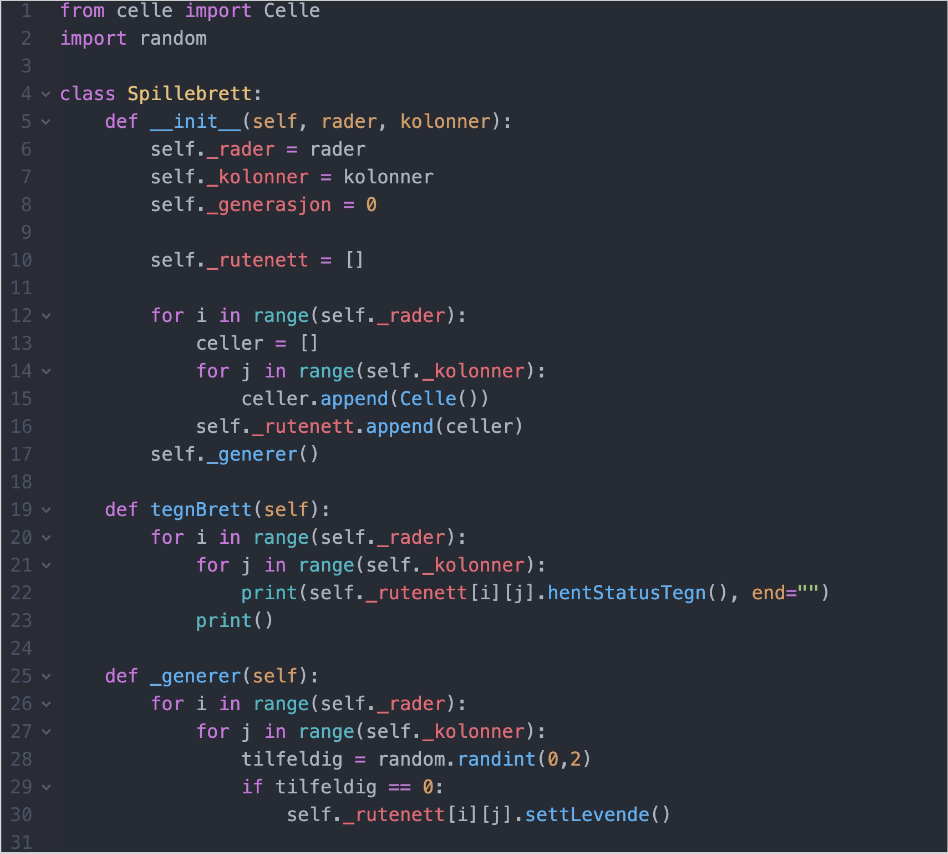 1 from celle import Celle
2 import random
3
4 class Spillebrett:
5     def __init__(self, rader, kolonner):
6         self._rader = rader
7         self._kolonner = kolonner
8         self._generasjon = 0
9
10         self._rutenett = []
11
12         for i in range(self._rader):
13             celler = []
14             for j in range(self._kolonner):
15                 celler.append(Celle())
16             self._rutenett.append(celler)
17         self._generer()
18
19     def tegnBrett(self):
20         for i in range(self._rader):
21             for j in range(self._kolonner):
22                 print(self._rutenett[i][j].hentStatusTegn(), end="")
23             print()
24
25     def _generer(self):
26         for i in range(self._rader):
27             for j in range(self._kolonner):
28                 tilfeldig = random.randint(0,2)
29                 if tilfeldig == 0:
30                     self._rutenett[i][j].settLevende()
31